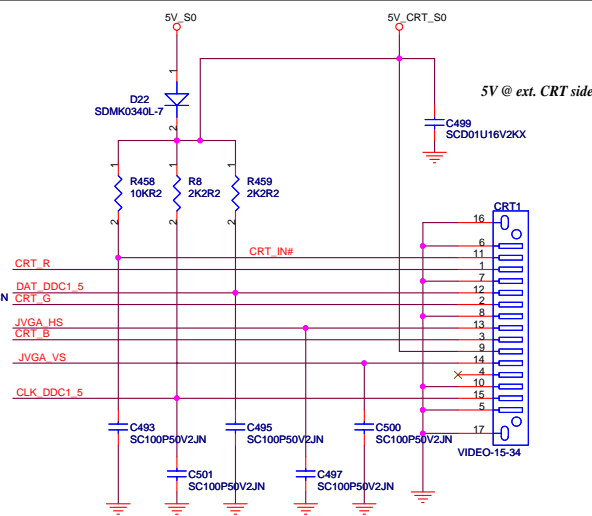 5V_S0
5V_CRT_S0
5V @ ext. CRT side
1
D22
SDMK0340L-7
2
C499
SCD01U16V2KX
1
1
1
R458
10KR2
R8
2K2R2
R459
2K2R2
2
2
2
CRT1
16
6
CRT_IN#
11
CRT_R
1
7
DAT_DDC1_5
12
N
CRT_G
2
8
JVGA_HS
13
CRT_B
3
9
JVGA_VS
14
4
10
CLK_DDC1_5
15
5
17
VIDEO-15-34
C493
SC100P50V2JN
C495
SC100P50V2JN
C500
SC100P50V2JN
C501
SC100P50V2JN
C497
SC100P50V2JN